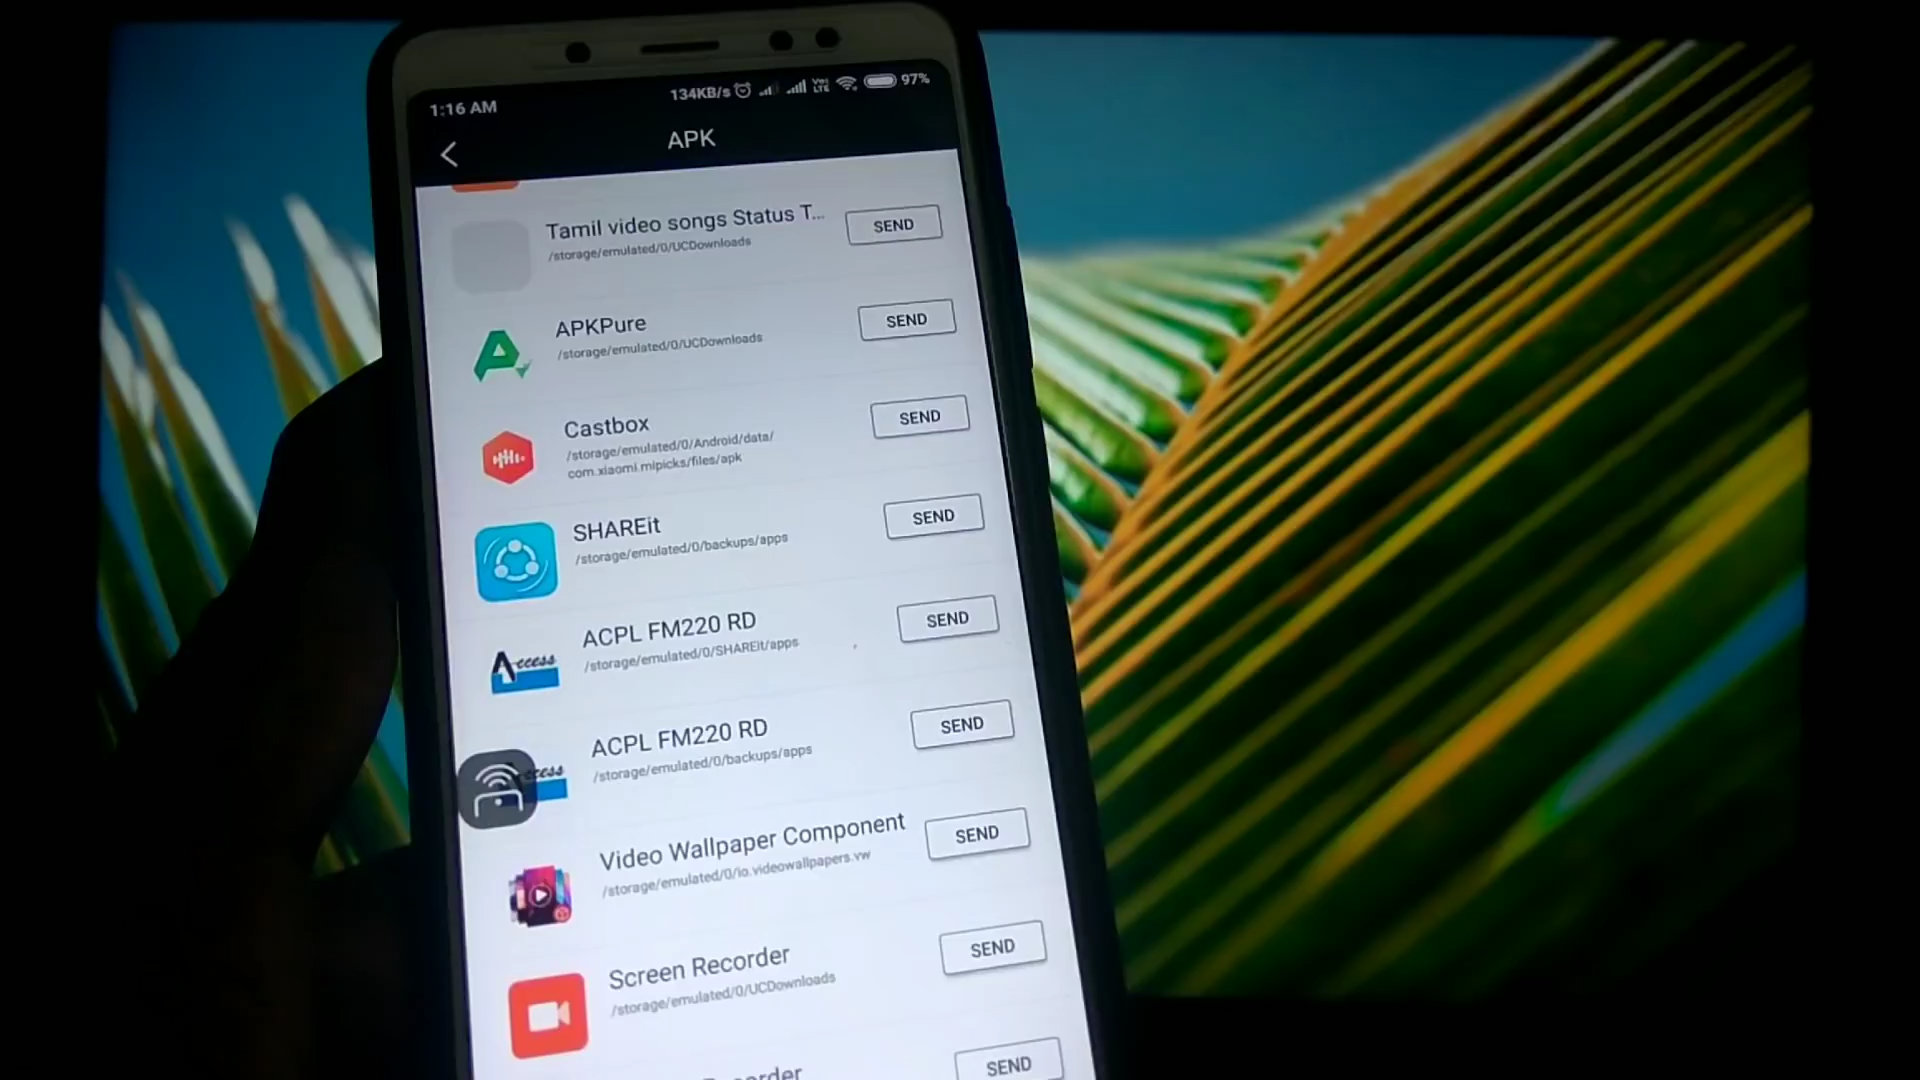 1:16 AM
134KB/s
VoLTE
97%
APK
Tamil video songs Status T...
/storage/emulated/0/UCDownloads
SEND
APKPure
/storage/emulated/0/UCDownloads
SEND
Castbox
/storage/emulated/0/Android/data/
com.xiaomi.mipicks/files/apk
SEND
SHAREit
/storage/emulated/0/backups/apps
SEND
ACPL FM220 RD
/storage/emulated/0/SHAREit/apps
SEND
Access
ACPL FM220 RD
/storage/emulated/0/backups/apps
SEND
Video Wallpaper Component
/storage/emulated/0/io.videowallpapers.vw
SEND
Screen Recorder
/storage/emulated/0/UCDownloads
SEND
SEND